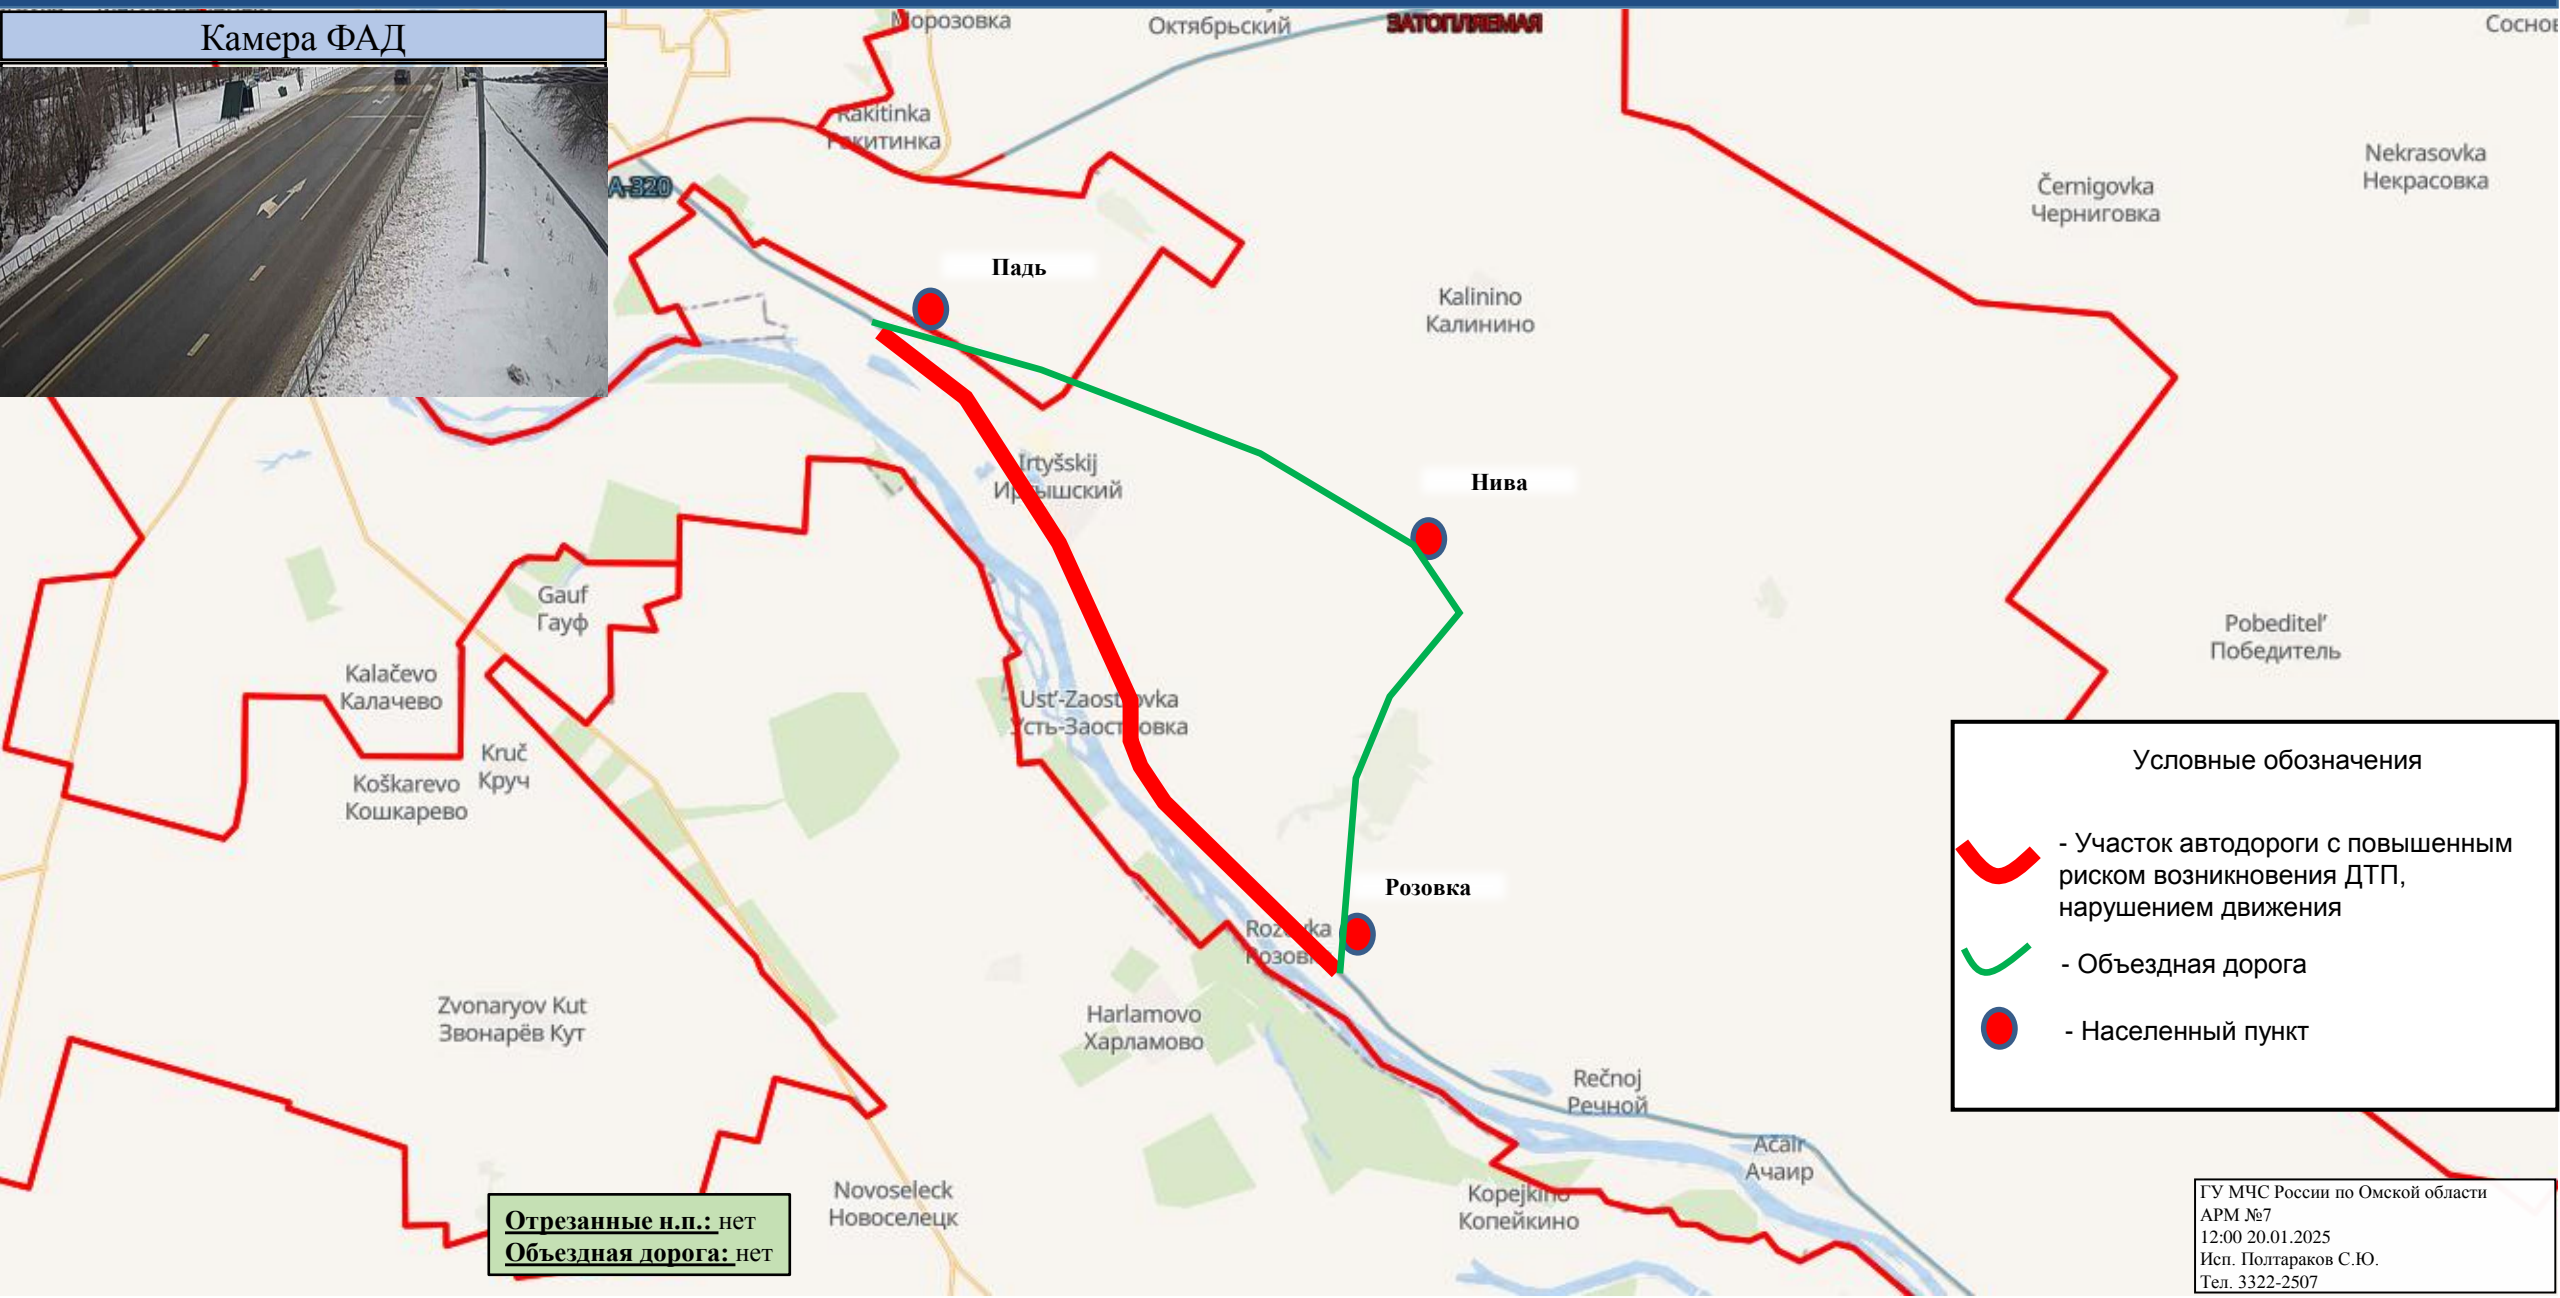 Камера ФАД
Морозовка
Октябрьский
ЗАТОПЛЯЕМАЯ
Rakitinka
Ракитинка
А-320
Černigovka
Черниговка
Nekrasovka
Некрасовка
Падь
Kalinino
Калинино
Irtyšskij
Иртышский
Нива
Gauf
Гауф
Kalačevo
Калачево
Kruč
Круч
Koškarevo
Кошкарево
Ust'-Zaostrovka
Усть-Заостровка
Pobeditel'
Победитель
Розовка
Rozovka
Розовка
Zvonaryov Kut
Звонарёв Кут
Harlamovo
Харламово
Rečnoj
Речной
Ačair
Ачаир
Novoseleck
Новоселецк
Kopejkino
Копейкино
Условные обозначения
- Участок автодороги с повышенным
риском возникновения ДТП,
нарушением движения
- Объездная дорога
- Населенный пункт
Отрезанные н.п.: нет
Объездная дорога: нет
ГУ МЧС России по Омской области
АРМ №7
12:00 20.01.2025
Исп. Полтараков С.Ю.
Тел. 3322-2507